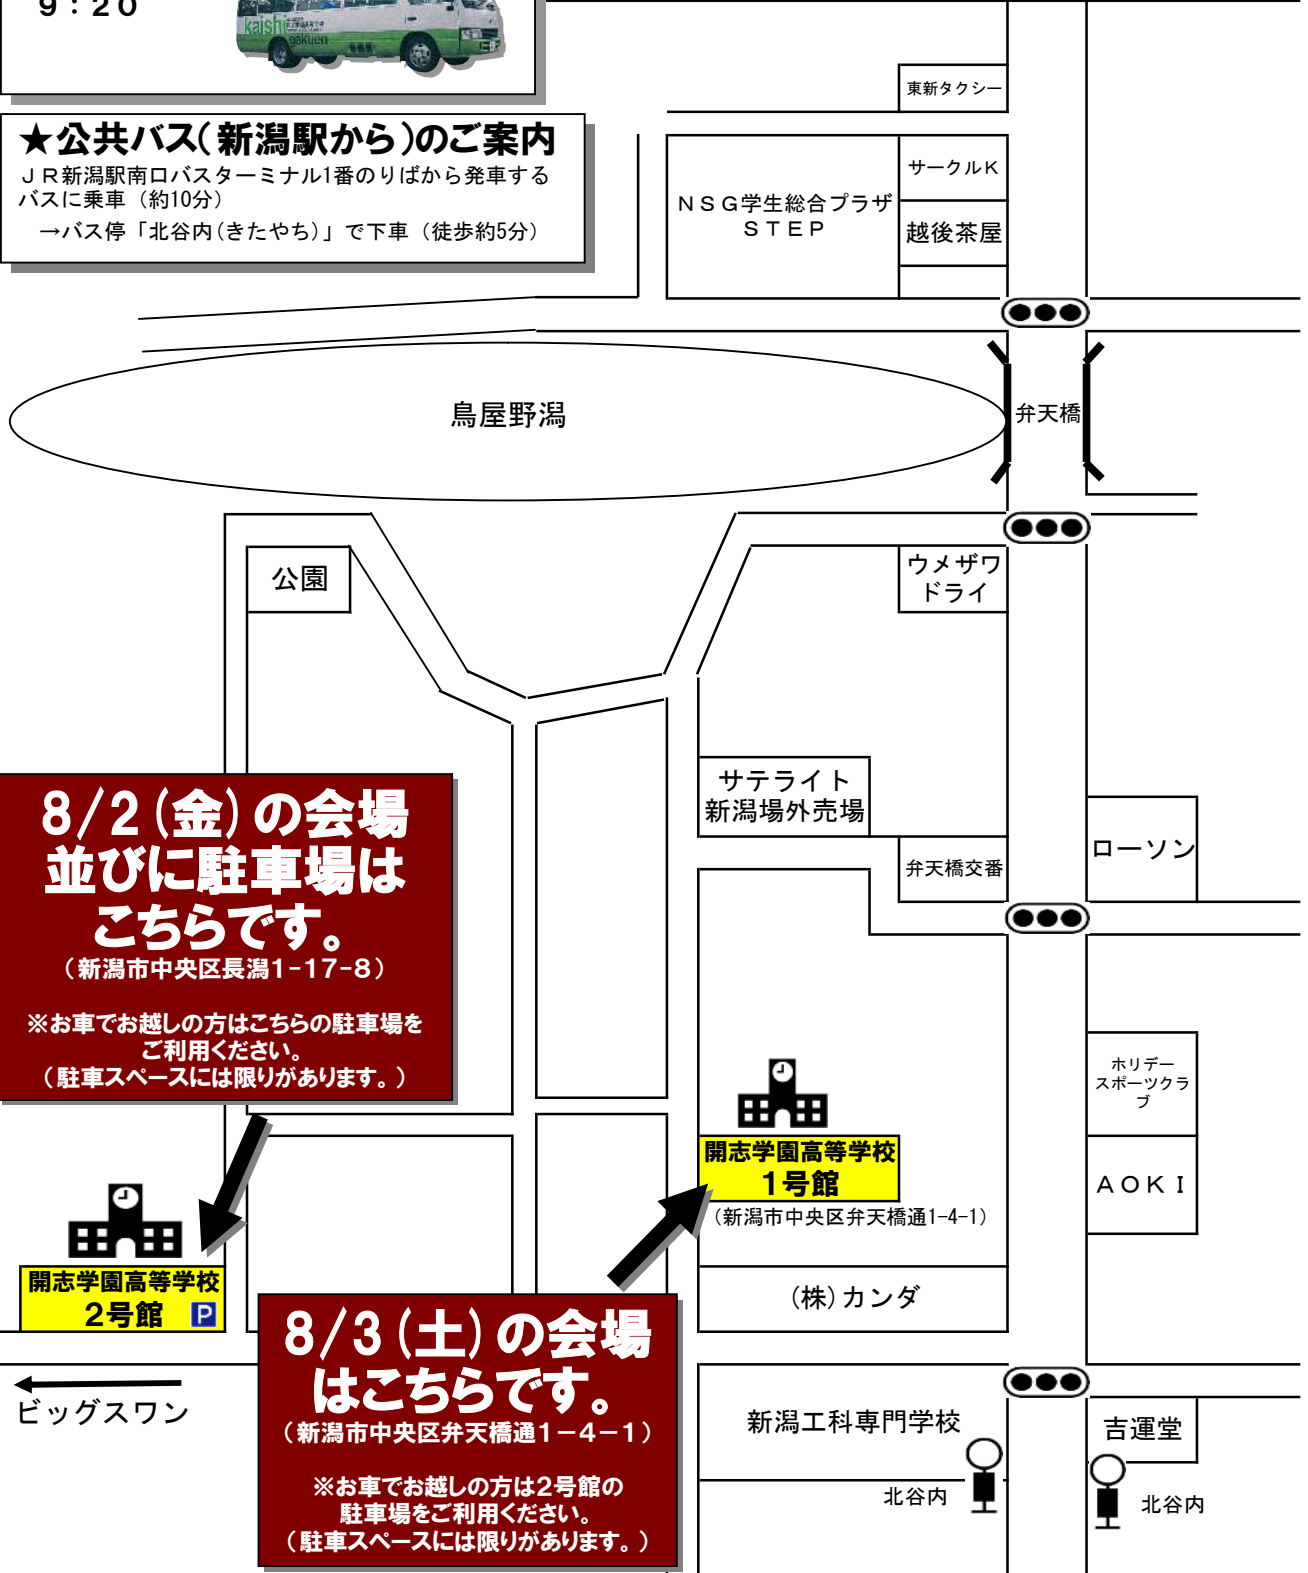 9：20
kaishi
gakuen
★公共バス(新潟駅から)のご案内
ＪＲ新潟駅南口バスターミナル1番のりばから発車する
バスに乗車（約10分）
→バス停「北谷内(きたやち)」で下車（徒歩約5分）
東新タクシー
サークルK
ＮＳＧ学生総合プラザ
ＳＴＥＰ
越後茶屋
鳥屋野潟
弁天橋
公園
ウメザワ
ドライ
サテライト
新潟場外売場
ローソン
弁天橋交番
8/2(金)の会場
並びに駐車場は
こちらです。
（新潟市中央区長潟1-17-8）
※お車でお越しの方はこちらの駐車場を
ご利用ください。
（駐車スペースには限りがあります。）
ホリデー
スポーツクラ
ブ
ＡＯＫＩ
開志学園高等学校
1号館
（新潟市中央区弁天橋通1-4-1）
開志学園高等学校
2号館 P
(株)カンダ
8/3(土)の会場
はこちらです。
（新潟市中央区弁天橋通1－4－1）
※お車でお越しの方は2号館の
駐車場をご利用ください。
（駐車スペースには限りがあります。）
ビッグスワン
新潟工科専門学校
吉運堂
北谷内
北谷内